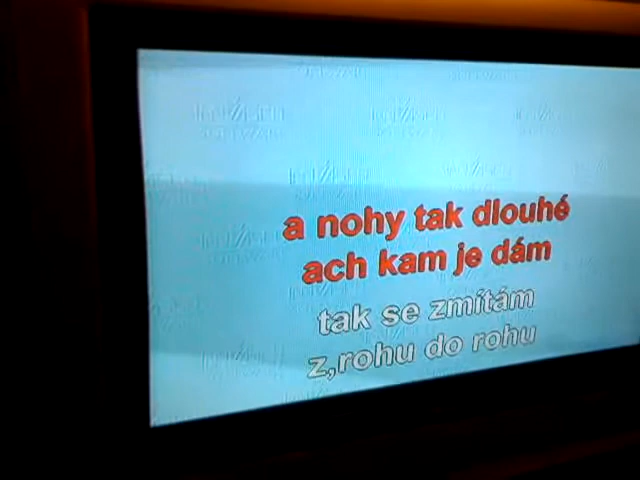 a nohy tak dlouhé
ach kam je dám
tak se zmítám
z,rohu do rohu